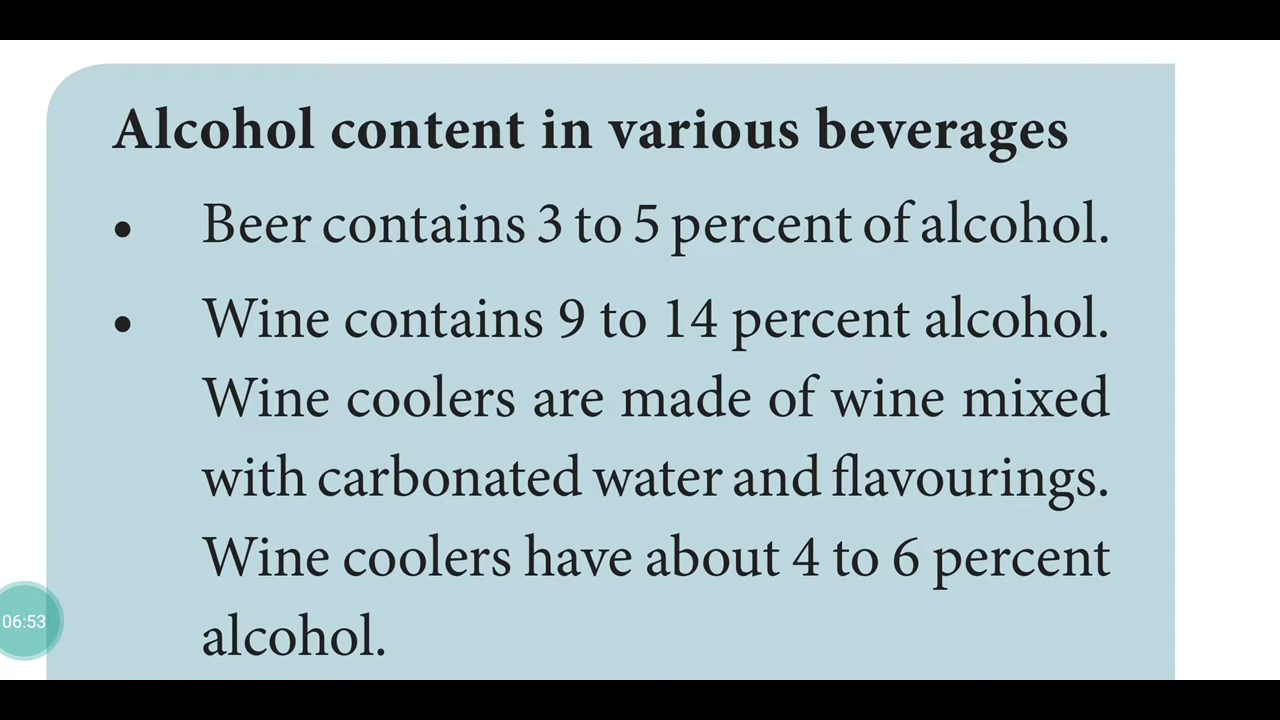 Alcohol content in various beverages
• Beer contains 3 to 5 percent of alcohol.
• Wine contains 9 to 14 percent alcohol.
Wine coolers are made of wine mixed
with carbonated water and flavourings.
Wine coolers have about 4 to 6 percent
alcohol.
06:53